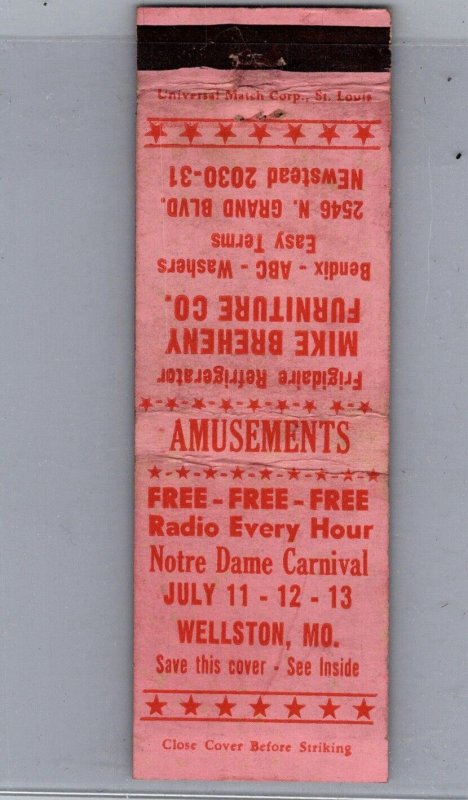 Universal Match Corp., St. Louis
Frigidaire Refrigerator
MIKE BREHENY
FURNITURE CO.
Bendix - ABC - Washers
Easy Terms
2546 N. GRAND BLVD.
NEwstead 2030-31
AMUSEMENTS
FREE - FREE - FREE
Radio Every Hour
Notre Dame Carnival
JULY 11 - 12 - 13
WELLSTON, MO.
Save this cover - See Inside
Close Cover Before Striking